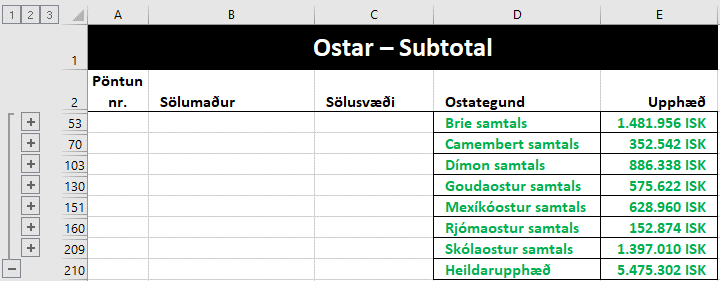 1 2 3 A B C D E
1 Ostar – Subtotal
Pöntun
2 nr. Sölumaður Sölusvæði Ostategund Upphæð
53 Brie samtals 1.481.956 ISK
70 Camembert samtals 352.542 ISK
103 Dímon samtals 886.338 ISK
130 Goudaostur samtals 575.622 ISK
151 Mexíkóostur samtals 628.960 ISK
160 Rjómaostur samtals 152.874 ISK
209 Skólaostur samtals 1.397.010 ISK
210 Heildarupphæð 5.475.302 ISK